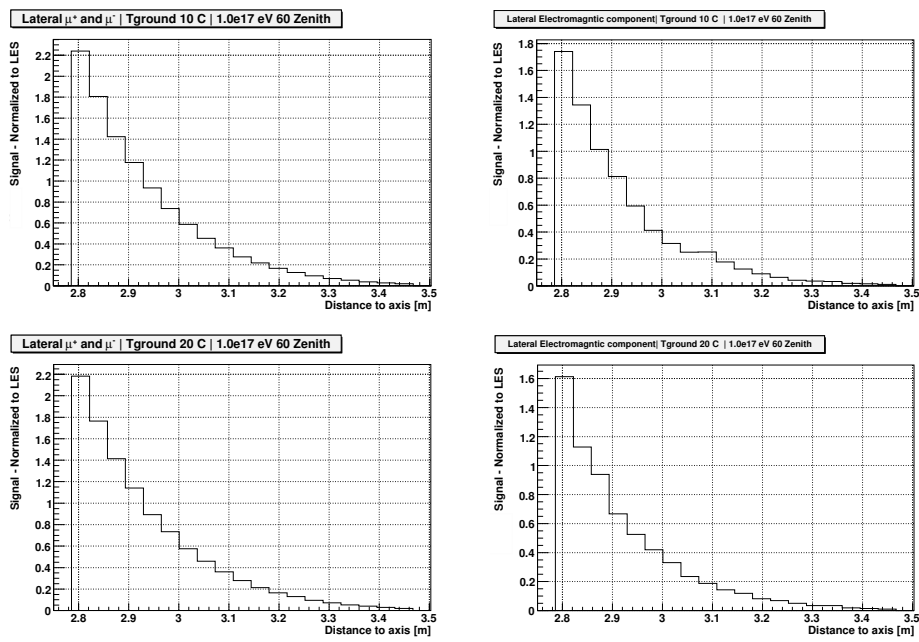 Lateral μ⁺ and μ⁻ | Tground 10 C | 1.0e17 eV 60 Zenith
Signal - Normalized to LES
2.2
2
1.8
1.6
1.4
1.2
1
0.8
0.6
0.4
0.2
0
2.8 2.9 3 3.1 3.2 3.3 3.4 3.5
Distance to axis [m]
Lateral Electromagntic component| Tground 10 C | 1.0e17 eV 60 Zenith
Signal - Normalized to LES
1.8
1.6
1.4
1.2
1
0.8
0.6
0.4
0.2
0
2.8 2.9 3 3.1 3.2 3.3 3.4 3.5
Distance to axis [m]
Lateral μ⁺ and μ⁻ | Tground 20 C | 1.0e17 eV 60 Zenith
Signal - Normalized to LES
2.2
2
1.8
1.6
1.4
1.2
1
0.8
0.6
0.4
0.2
0
2.8 2.9 3 3.1 3.2 3.3 3.4 3.5
Distance to axis [m]
Lateral Electromagntic component| Tground 20 C | 1.0e17 eV 60 Zenith
Signal - Normalized to LES
1.6
1.4
1.2
1
0.8
0.6
0.4
0.2
0
2.8 2.9 3 3.1 3.2 3.3 3.4 3.5
Distance to axis [m]